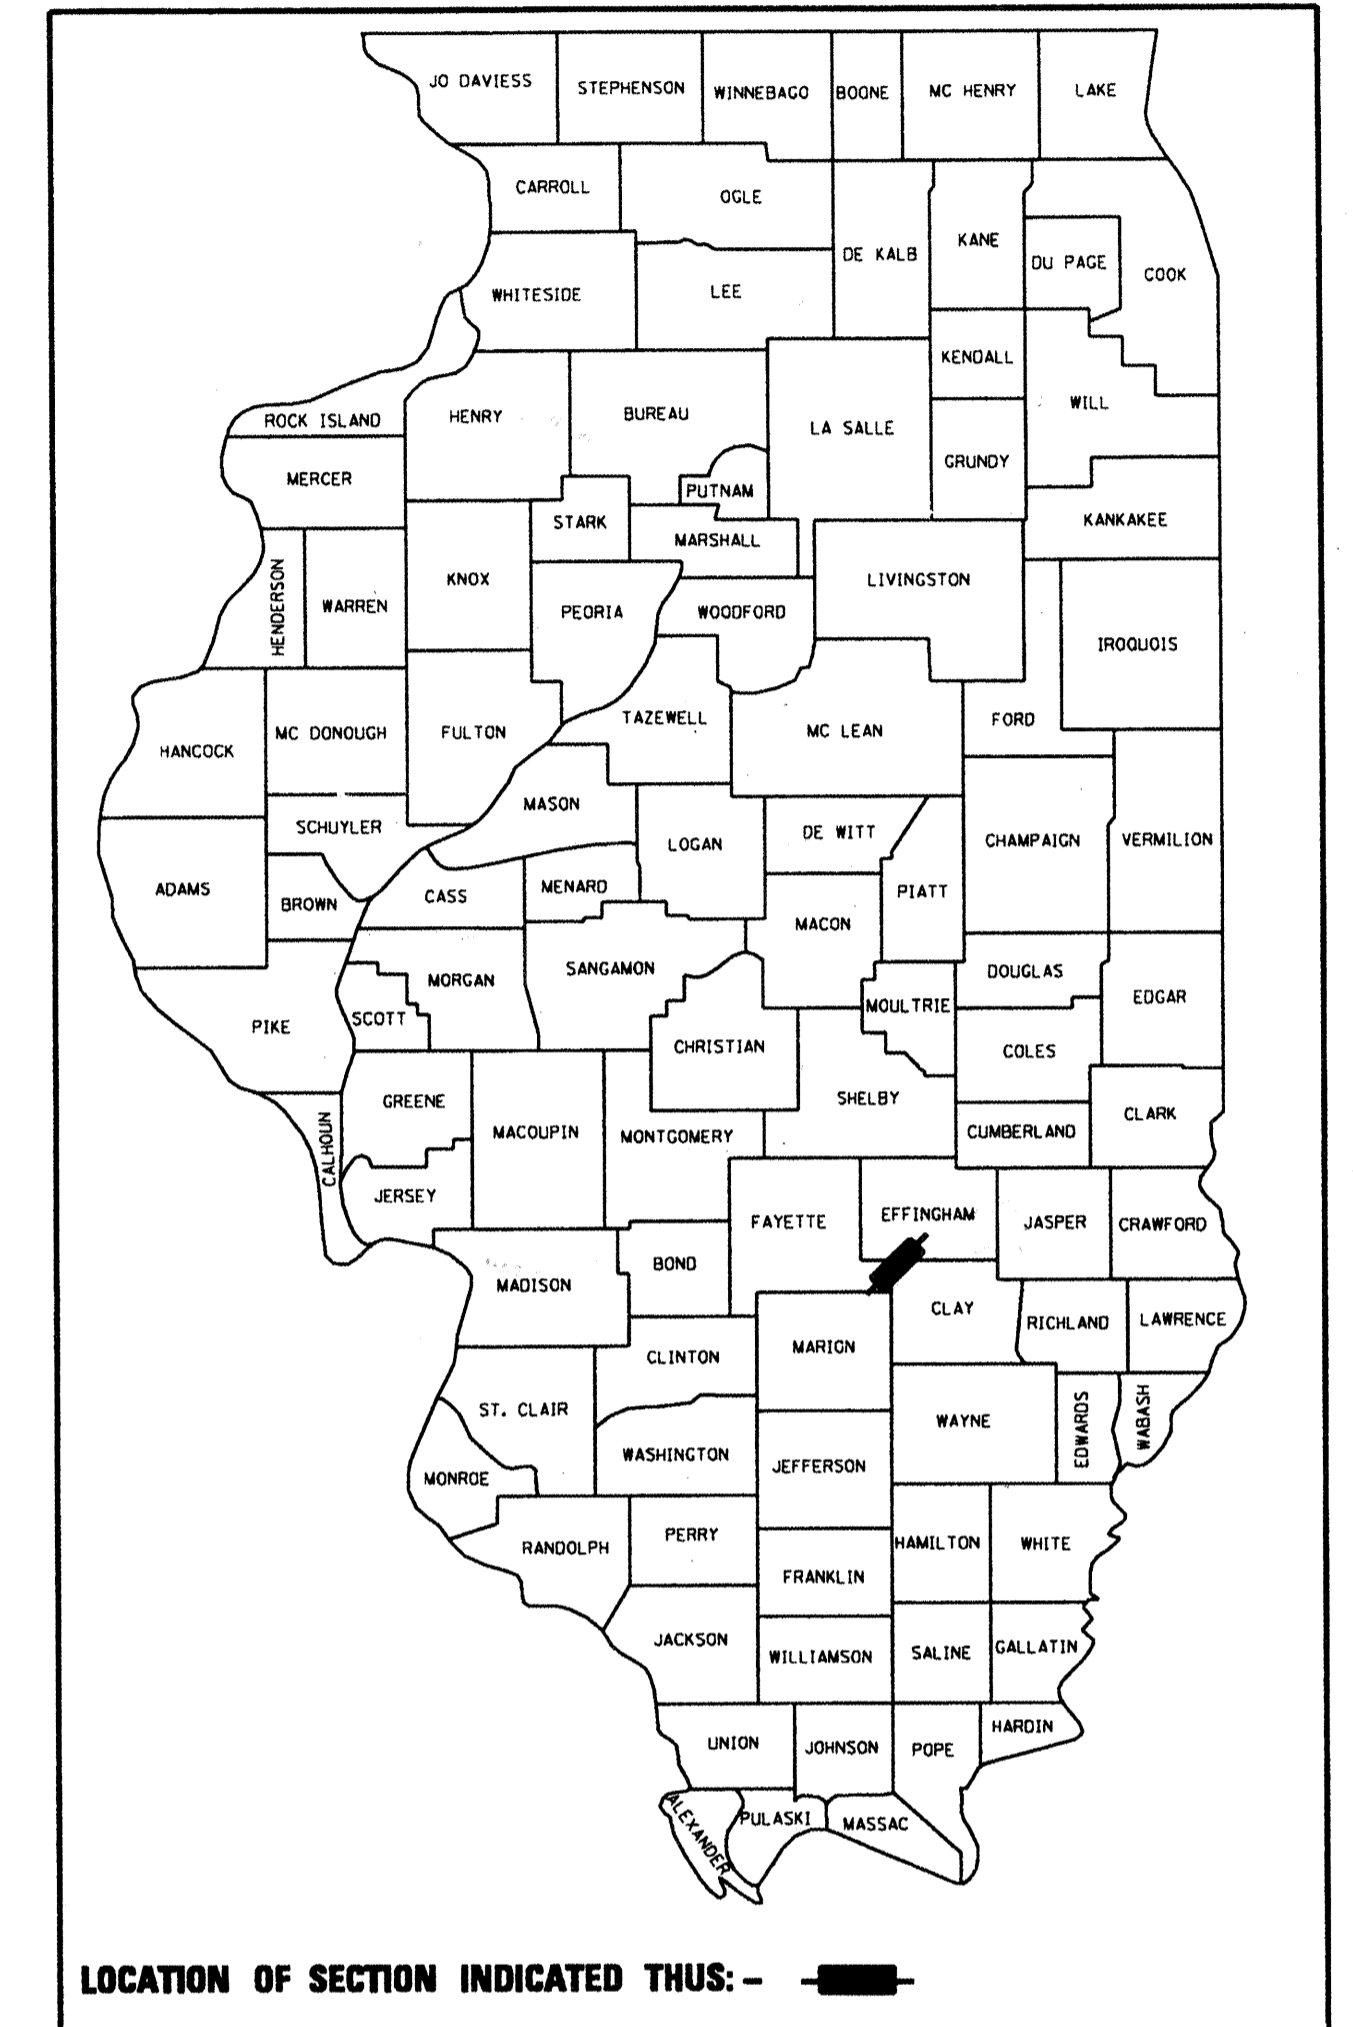 JO DAVIESS
STEPHENSON
WINNEBAGO
BOONE
MC HENRY
LAKE
CARROLL
OGLE
DE KALB
KANE
DU PAGE
COOK
WHITESIDE
LEE
KENDALL
WILL
ROCK ISLAND
HENRY
BUREAU
LA SALLE
GRUNDY
MERCER
PUTNAM
STARK
MARSHALL
KANKAKEE
HENDERSON
WARREN
KNOX
PEORIA
WOODFORD
LIVINGSTON
IROQUOIS
HANCOCK
MC DONOUGH
FULTON
TAZEWELL
MC LEAN
FORD
MASON
SCHUYLER
LOGAN
DE WITT
CHAMPAIGN
VERMILION
ADAMS
BROWN
CASS
MENARD
PIATT
MACON
MORGAN
SANGAMON
DOUGLAS
EDGAR
PIKE
SCOTT
MOULTRIE
CHRISTIAN
COLES
GREENE
SHELBY
CALHOUN
MACOUPIN
MONTGOMERY
CUMBERLAND
CLARK
JERSEY
FAYETTE
EFFINGHAM
JASPER
CRAWFORD
MADISON
BOND
CLAY
RICHLAND
LAWRENCE
CLINTON
MARION
ST. CLAIR
WAYNE
EDWARDS
WABASH
MONROE
WASHINGTON
JEFFERSON
RANDOLPH
PERRY
HAMILTON
WHITE
FRANKLIN
JACKSON
WILLIAMSON
SALINE
GALLATIN
UNION
JOHNSON
POPE
HARDIN
ALEXANDER
PULASKI
MASSAC
LOCATION OF SECTION INDICATED THUS: –